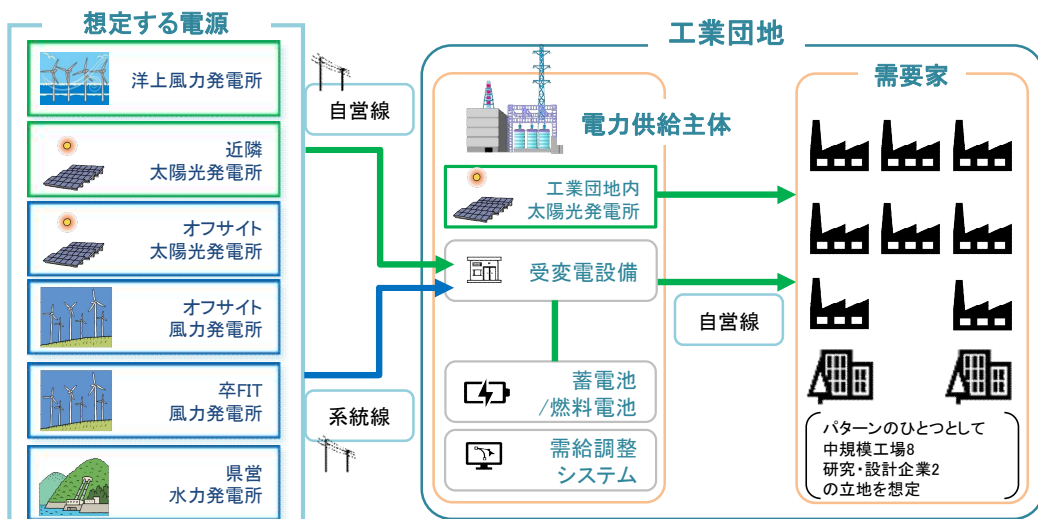 想定する電源
洋上風力発電所
近隣
太陽光発電所
オフサイト
太陽光発電所
オフサイト
風力発電所
卒FIT
風力発電所
県営
水力発電所
自営線
系統線
工業団地
電力供給主体
工業団地内
太陽光発電所
受変電設備
蓄電池
/燃料電池
需給調整
システム
自営線
需要家
パターンのひとつとして
中規模工場8
研究・設計企業2
の立地を想定